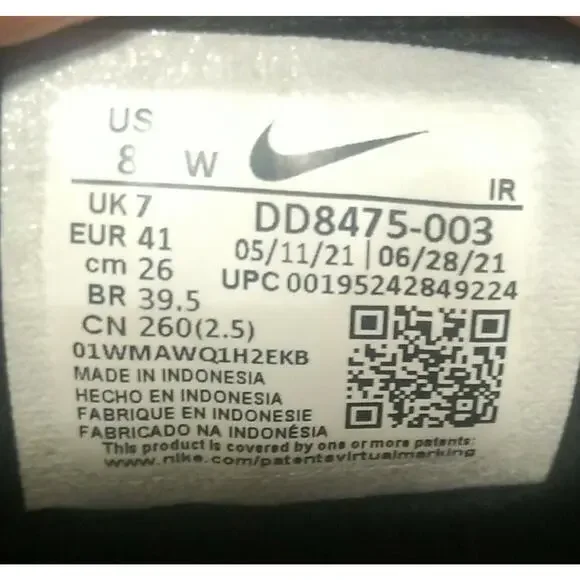 US
8 W
IR
UK 7
EUR 41
cm 26
BR 39.5
CN 260(2.5)
DD8475-003
05/11/21 | 06/28/21
UPC 00195242849224
01WMAWQ1H2EKB
MADE IN INDONESIA
HECHO EN INDONESIA
FABRIQUE EN INDONESIE
FABRICADO NA INDONÉSIA
This product is covered by one or more patents:
www.nike.com/patentsvirtualmarking